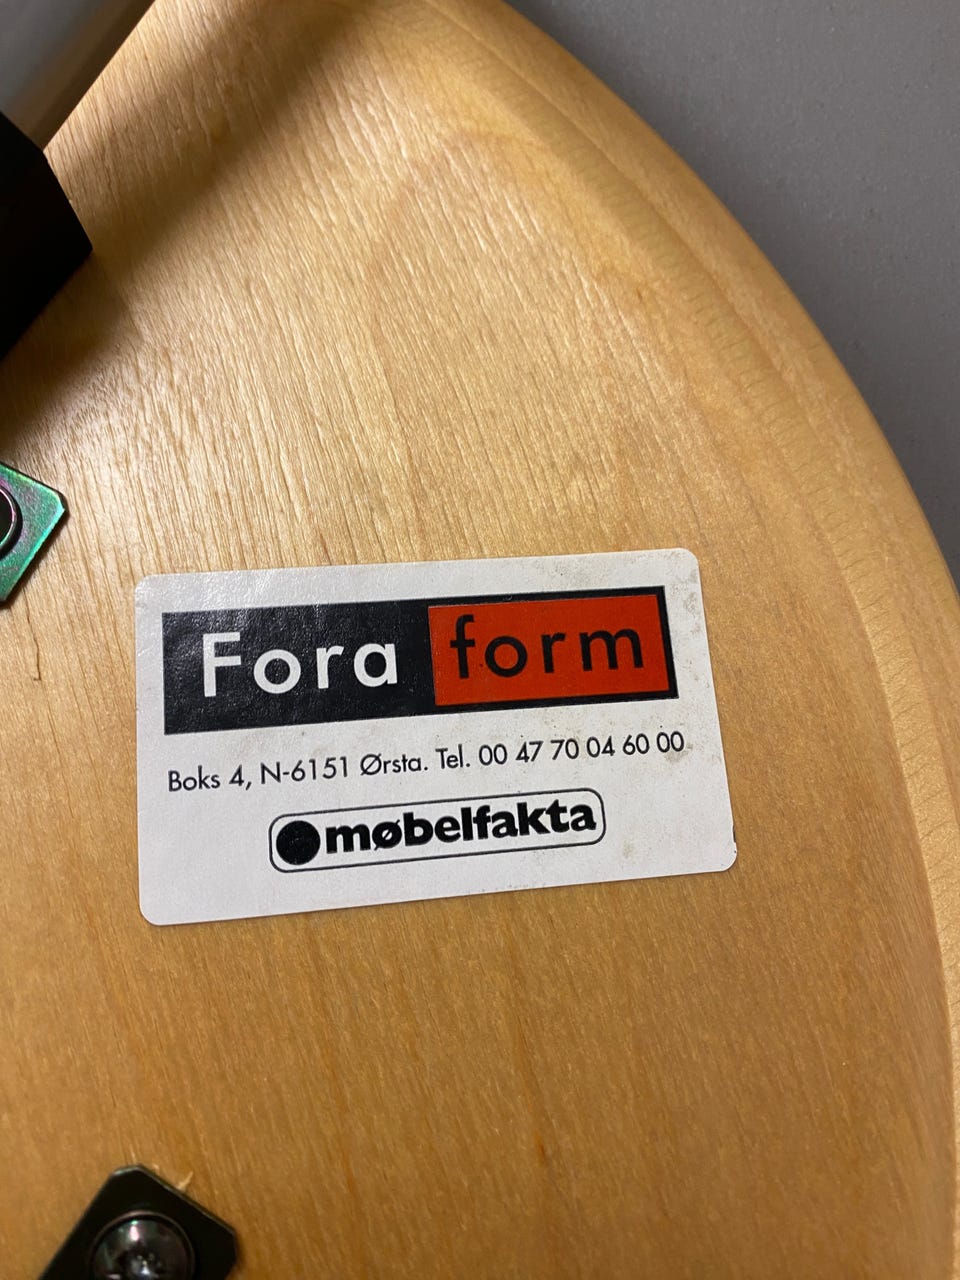 Fora form
Boks 4, N-6151 Ørsta. Tel. 00 47 70 04 60 00
møbelfakta